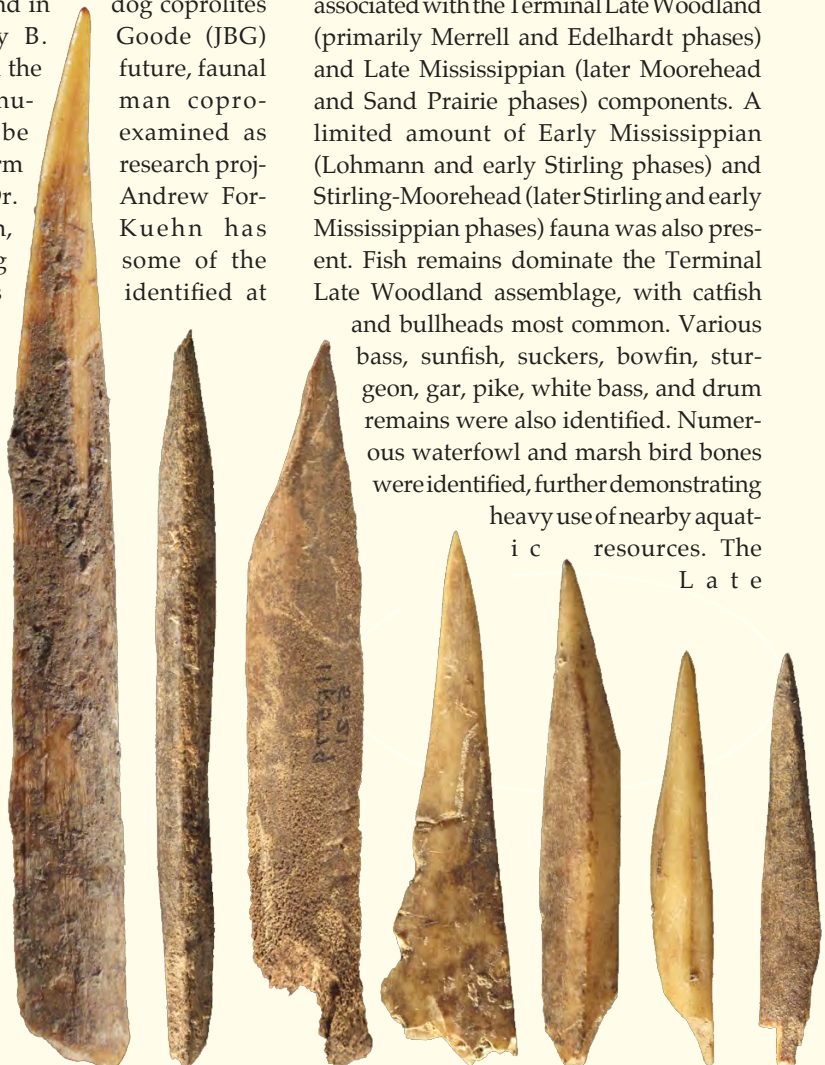 in dog coprolites
B. Goode (JBG)
the future, faunal
hu- man copro-
be examined as
research proj-
Dr. Andrew For-
Kuehn has
some of the
identified at
associated with the Terminal Late Woodland
(primarily Merrell and Edelhardt phases)
and Late Mississippian (later Moorehead
and Sand Prairie phases) components. A
limited amount of Early Mississippian
(Lohmann and early Stirling phases) and
Stirling-Moorehead (later Stirling and early
Mississippian phases) fauna was also pres-
ent. Fish remains dominate the Terminal
Late Woodland assemblage, with catfish
and bullheads most common. Various
bass, sunfish, suckers, bowfin, stur-
geon, gar, pike, white bass, and drum
remains were also identified. Numer-
ous waterfowl and marsh bird bones
were identified, further demonstrating
heavy use of nearby aquat-
ic resources. The
Late